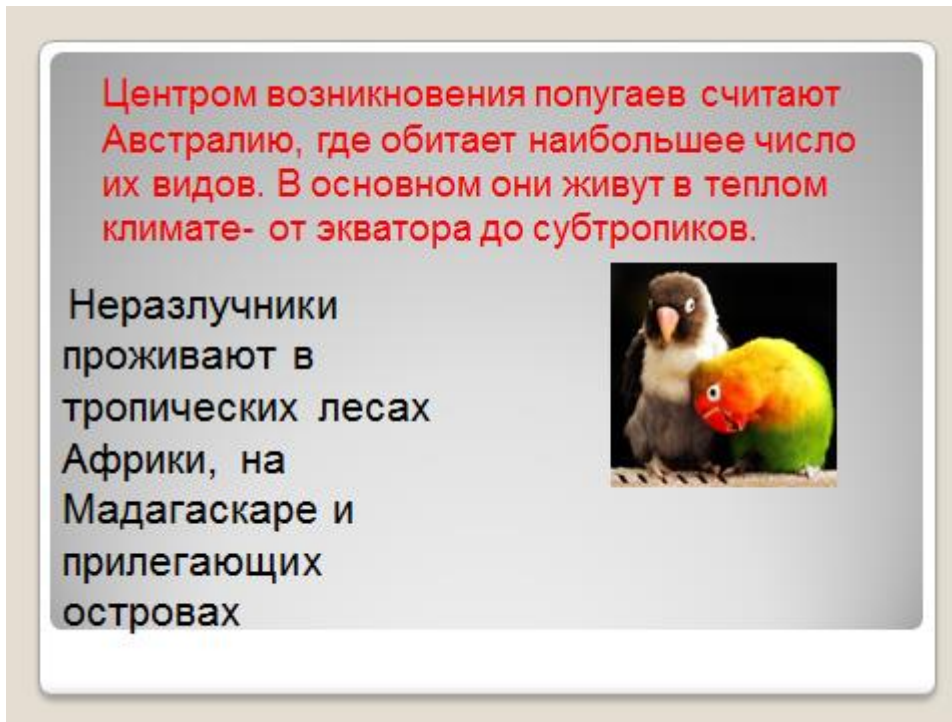 Центром возникновения попугаев считают
Австралию, где обитает наибольшее число
их видов. В основном они живут в теплом
климате- от экватора до субтропиков.
Неразлучники
проживают в
тропических лесах
Африки, на
Мадагаскаре и
прилегающих
островах